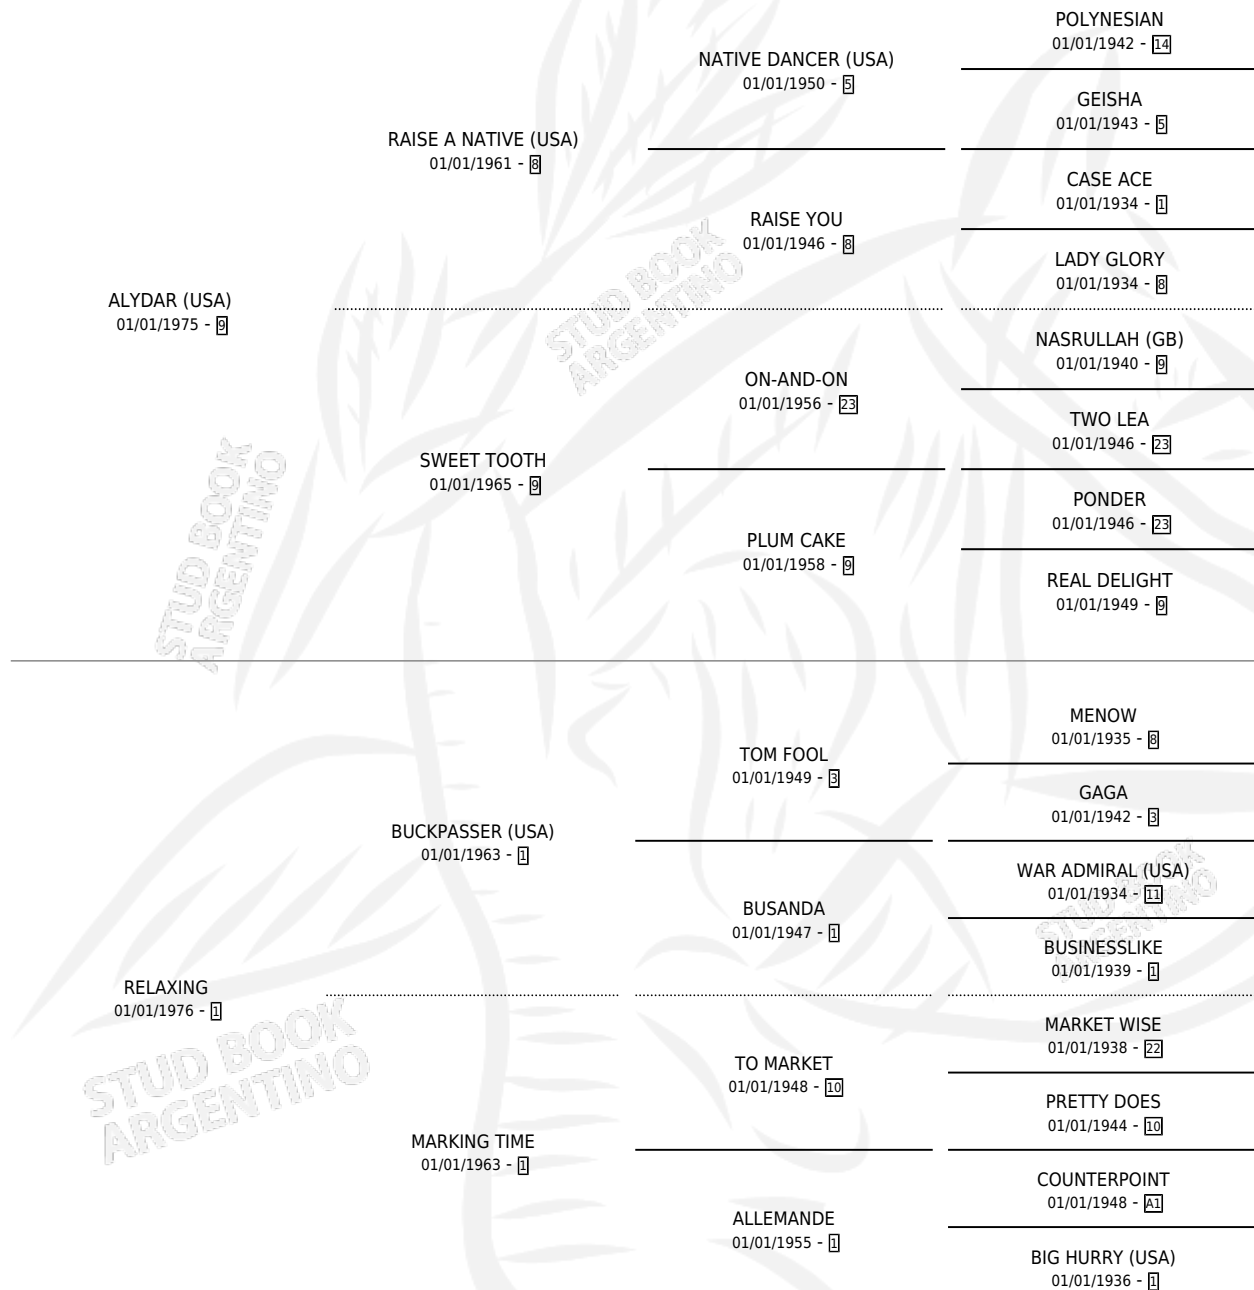 ALYDAR (USA)
01/01/1975 - 9
RAISE A NATIVE (USA)
01/01/1961 - 8
SWEET TOOTH
01/01/1965 - 9
NATIVE DANCER (USA)
01/01/1950 - 5
RAISE YOU
01/01/1946 - 8
ON-AND-ON
01/01/1956 - 23
PLUM CAKE
01/01/1958 - 9
POLYNESIAN
01/01/1942 - 14
GEISHA
01/01/1943 - 5
CASE ACE
01/01/1934 - 1
LADY GLORY
01/01/1934 - 8
NASRULLAH (GB)
01/01/1940 - 9
TWO LEA
01/01/1946 - 23
PONDER
01/01/1946 - 23
REAL DELIGHT
01/01/1949 - 9
RELAXING
01/01/1976 - 1
BUCKPASSER (USA)
01/01/1963 - 1
MARKING TIME
01/01/1963 - 1
TOM FOOL
01/01/1949 - 3
BUSANDA
01/01/1947 - 1
TO MARKET
01/01/1948 - 10
ALLEMANDE
01/01/1955 - 1
MENOW
01/01/1935 - 8
GAGA
01/01/1942 - 3
WAR ADMIRAL (USA)
01/01/1934 - 11
BUSINESSLIKE
01/01/1939 - 1
MARKET WISE
01/01/1938 - 22
PRETTY DOES
01/01/1944 - 10
COUNTERPOINT
01/01/1948 - A1
BIG HURRY (USA)
01/01/1936 - 1
STUD BOOK
ARGENTINO
STUD BOOK
ARGENTINO
STUD BOOK
ARGENTINO
STUD BOOK
ARGENTINO